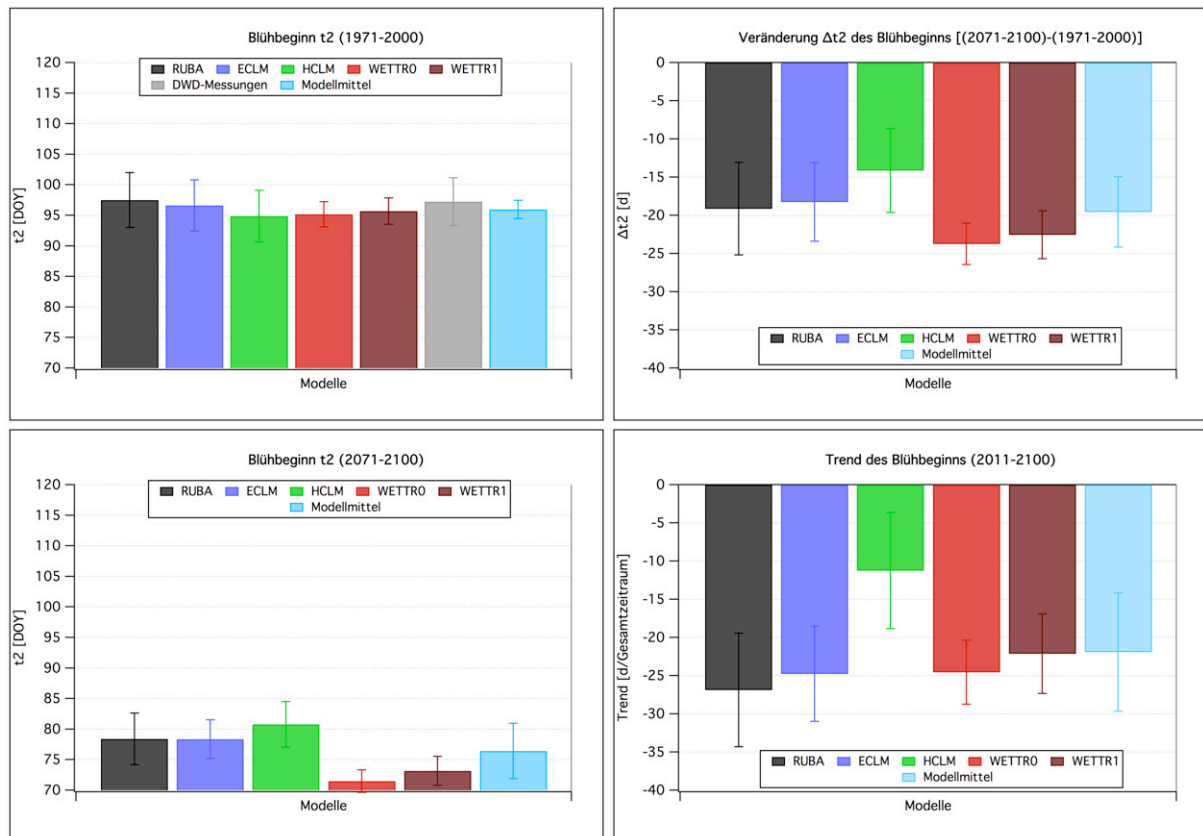 Blühbeginn t2 (1971-2000)
120
115
110
105
100
95
90
85
80
75
70
t2 [DOY]
RUBA ECLM HCLM WETTR0 WETTR1
DWD-Messungen Modellmittel
Modelle
Veränderung Δt2 des Blühbeginns [(2071-2100)-(1971-2000)]
0
-5
-10
-15
-20
-25
-30
-35
-40
Δt2 [d]
RUBA ECLM HCLM WETTR0 WETTR1
Modellmittel
Modelle
Blühbeginn t2 (2071-2100)
120
115
110
105
100
95
90
85
80
75
70
t2 [DOY]
RUBA ECLM HCLM WETTR0 WETTR1
Modellmittel
Modelle
Trend des Blühbeginns (2011-2100)
0
-5
-10
-15
-20
-25
-30
-35
-40
Trend [d/Gesamtzeitraum]
RUBA ECLM HCLM WETTR0 WETTR1
Modellmittel
Modelle